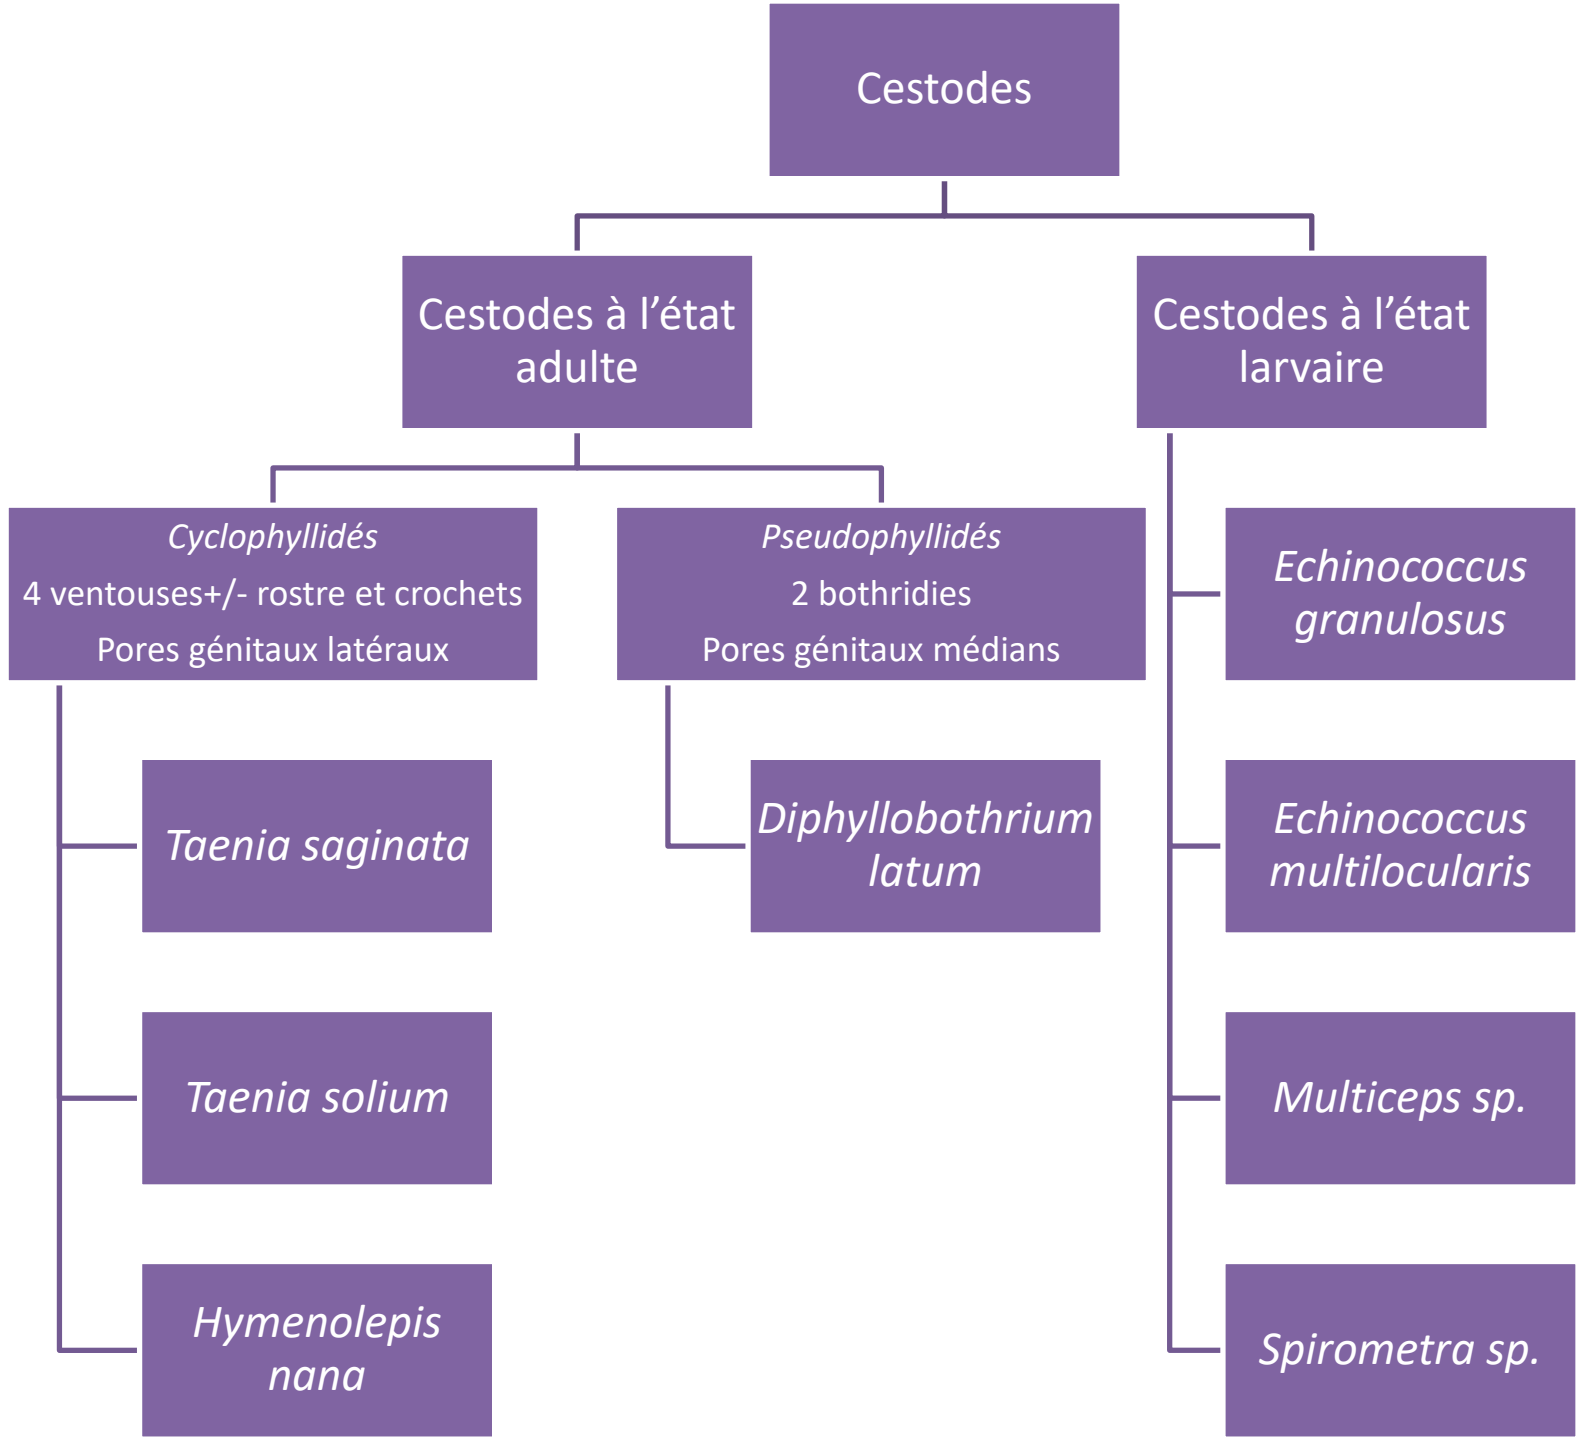 Cestodes
Cestodes à l’état
adulte
Cestodes à l’état
larvaire
Cyclophyllidés
4 ventouses+/- rostre et crochets
Pores génitaux latéraux
Pseudophyllidés
2 bothridies
Pores génitaux médians
Echinococcus
granulosus
Taenia saginata
Diphyllobothrium
latum
Echinococcus
multilocularis
Taenia solium
Multiceps sp.
Hymenolepis
nana
Spirometra sp.